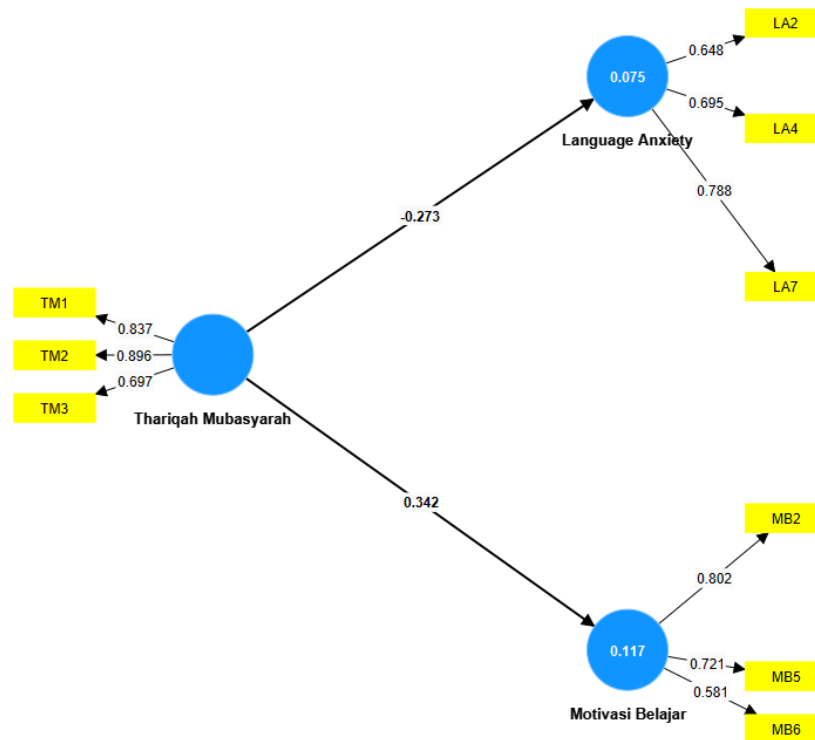 LA2
0.648
0.075
0.695
LA4
Language Anxiety
0.788
-0.273
LA7
TM1
0.837
TM2
0.896
0.697
TM3
Thariqah Mubasyarah
0.342
MB2
0.802
0.117
0.721
MB5
0.581
Motivasi Belajar
MB6